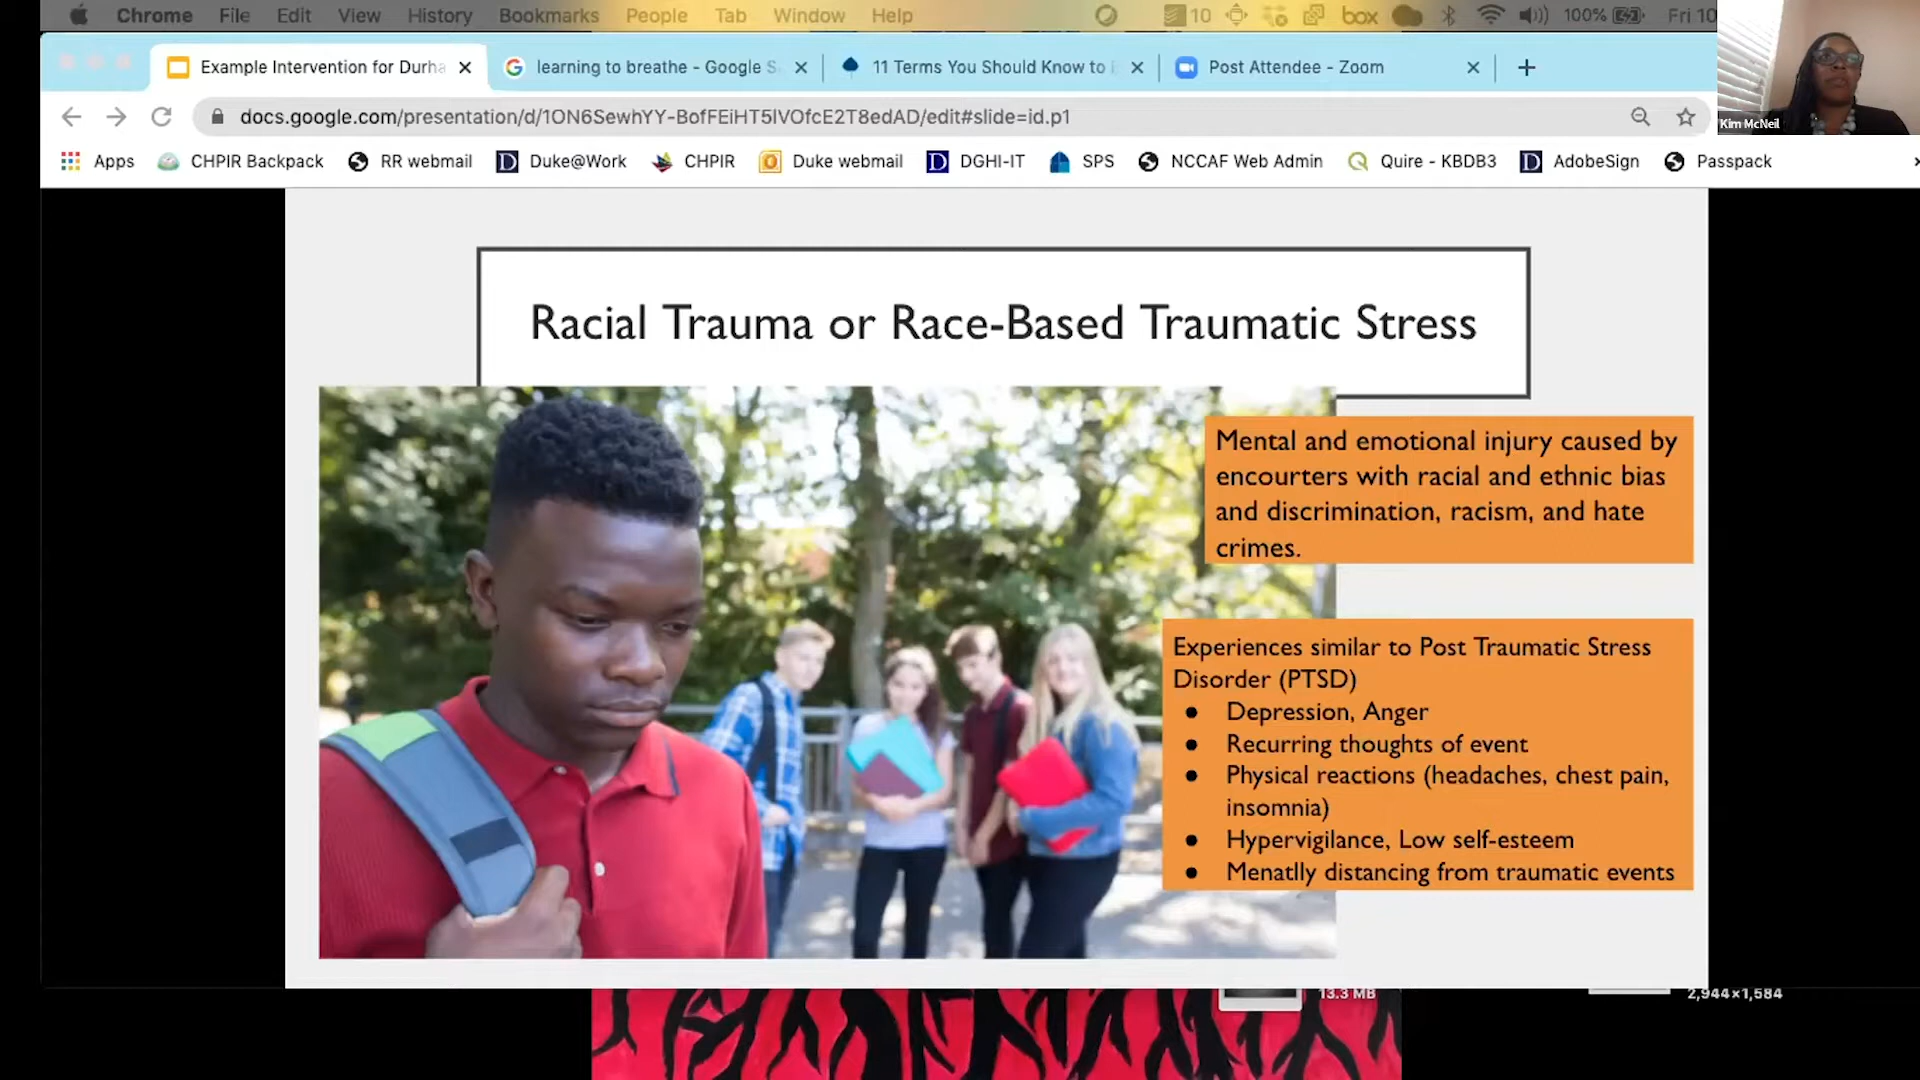 Chrome File Edit View History Bookmarks People Tab Window Help 10 box 100% Fri 10
Example Intervention for Durha
learning to breathe - Google S
11 Terms You Should Know to i
Post Attendee - Zoom
docs.google.com/presentation/d/1ON6SewhYY-BofFEiHT5lVOfcE2T8edAD/edit#slide=id.p1
Kim McNeil
Apps CHPIR Backpack RR webmail Duke@Work CHPIR Duke webmail DGHI-IT SPS NCCAF Web Admin Quire - KBDB3 AdobeSign Passpack
Racial Trauma or Race-Based Traumatic Stress
Mental and emotional injury caused by
encourters with racial and ethnic bias
and discrimination, racism, and hate
crimes.
Experiences similar to Post Traumatic Stress
Disorder (PTSD)
● Depression, Anger
● Recurring thoughts of event
● Physical reactions (headaches, chest pain,
insomnia)
● Hypervigilance, Low self-esteem
● Menatlly distancing from traumatic events
13.3 MB
2,944×1,584